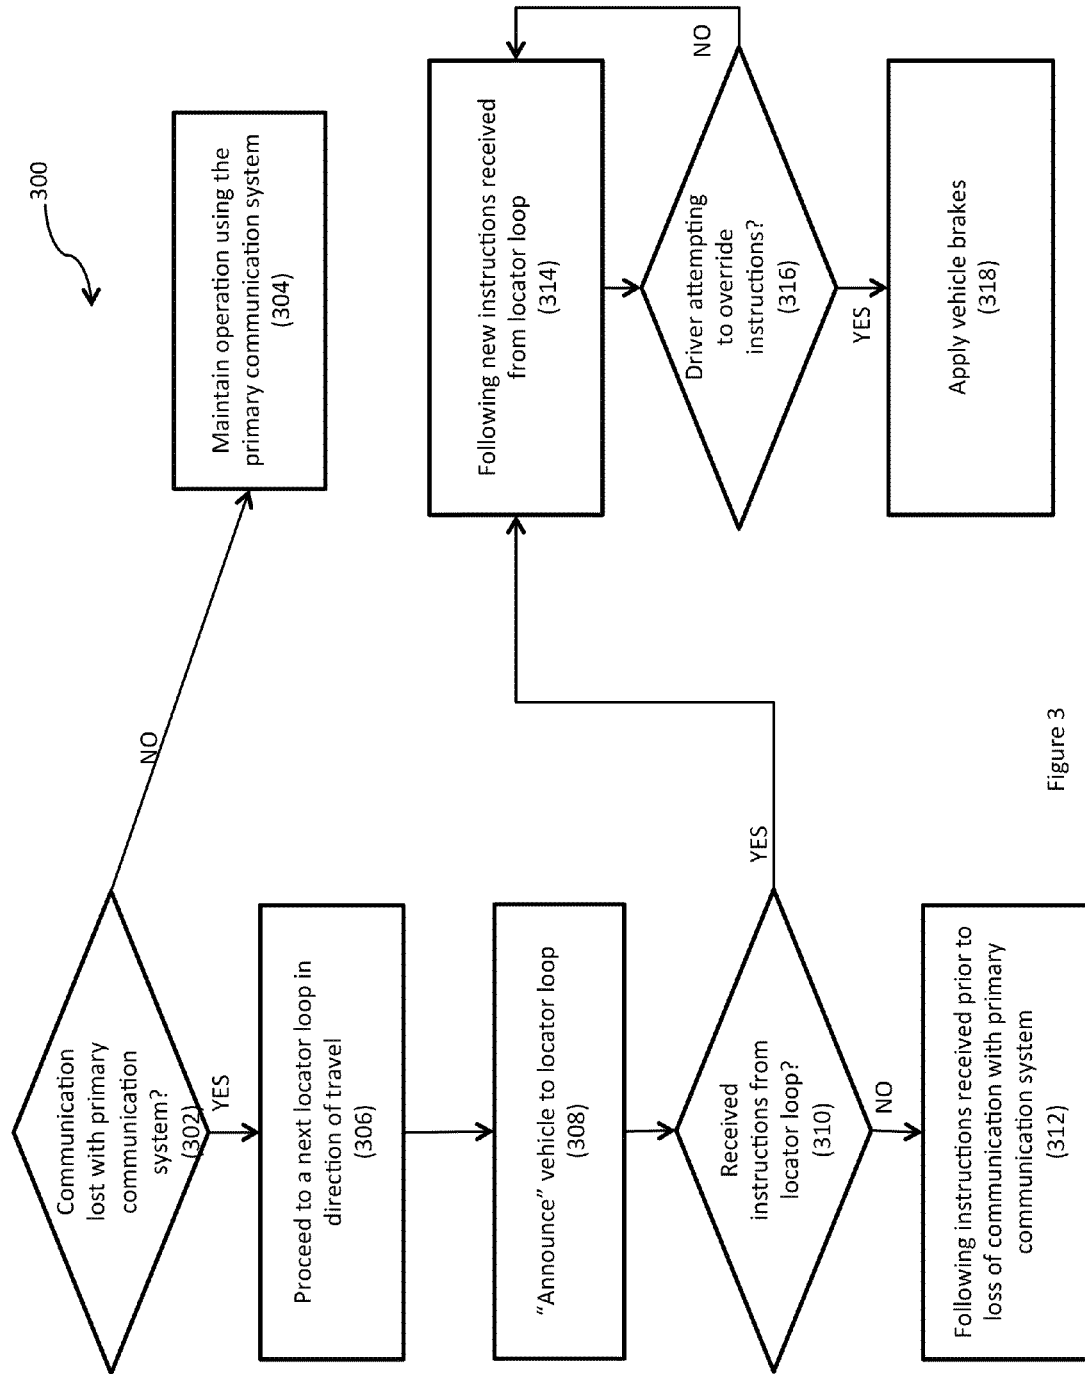 300
Communication
lost with primary
communication
system?
(302)
NO
Maintain operation using the
primary communication system
(304)
YES
Proceed to a next locator loop in
direction of travel
(306)
“Announce” vehicle to locator loop
(308)
Received
instructions from
locator loop?
(310)
YES
NO
Following instructions received prior to
loss of communication with primary
communication system
(312)
Following new instructions received
from locator loop
(314)
Driver attempting
to override
instructions?
(316)
NO
YES
Apply vehicle brakes
(318)
Figure 3